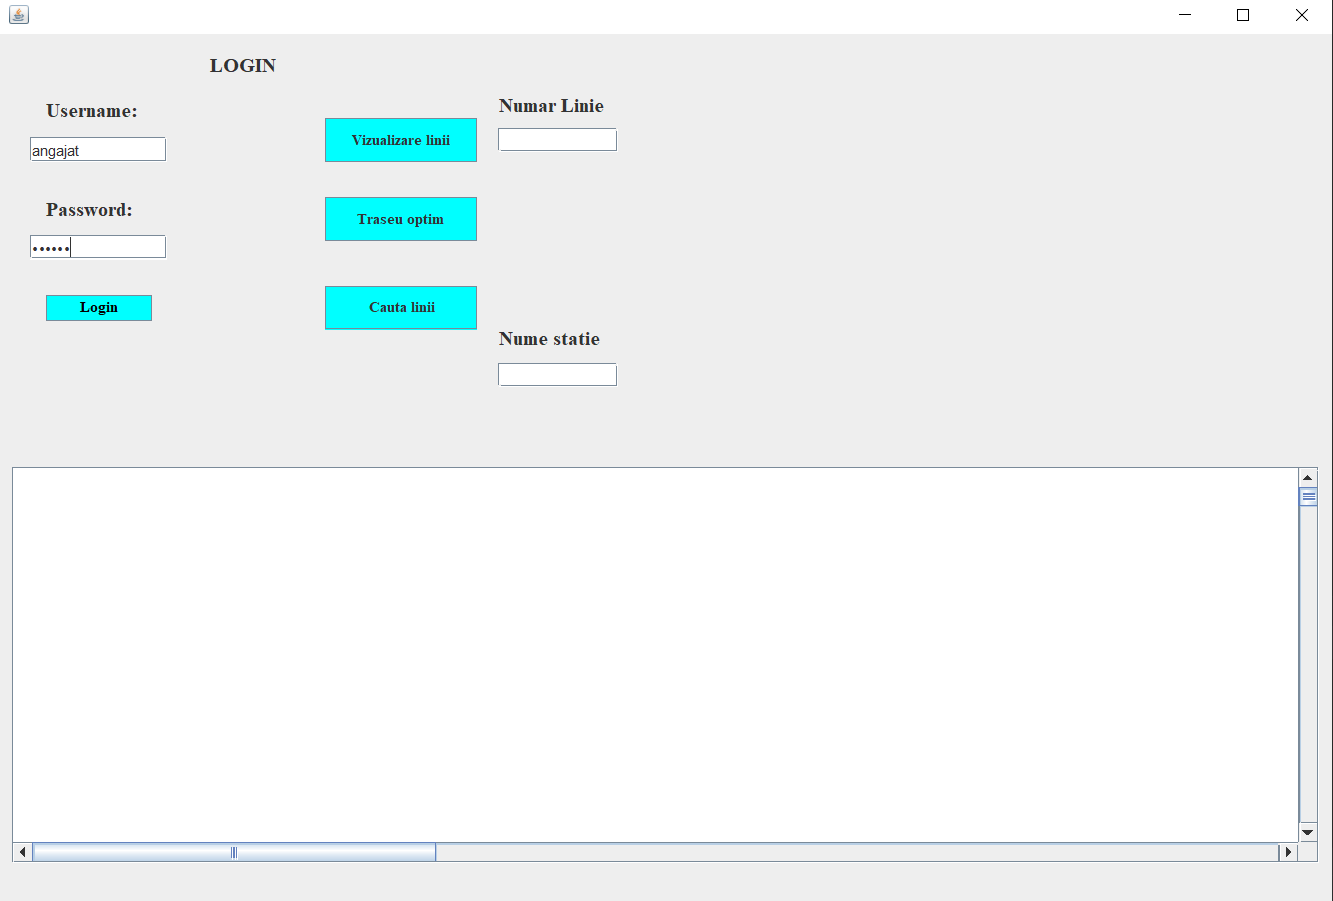 LOGIN
Username:
angajat
Password:
••••••
Login
Vizualizare linii
Traseu optim
Cauta linii
Numar Linie
Nume statie